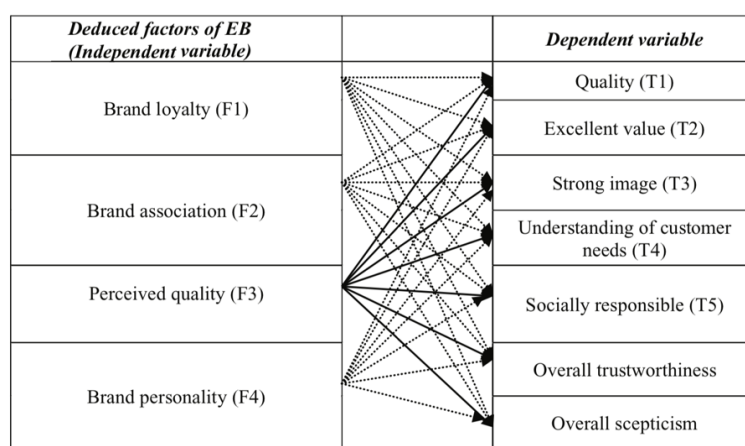 Deduced factors of EB
(Independent variable)
Dependent variable
Brand loyalty (F1)
Brand association (F2)
Perceived quality (F3)
Brand personality (F4)
Quality (T1)
Excellent value (T2)
Strong image (T3)
Understanding of customer
needs (T4)
Socially responsible (T5)
Overall trustworthiness
Overall scepticism